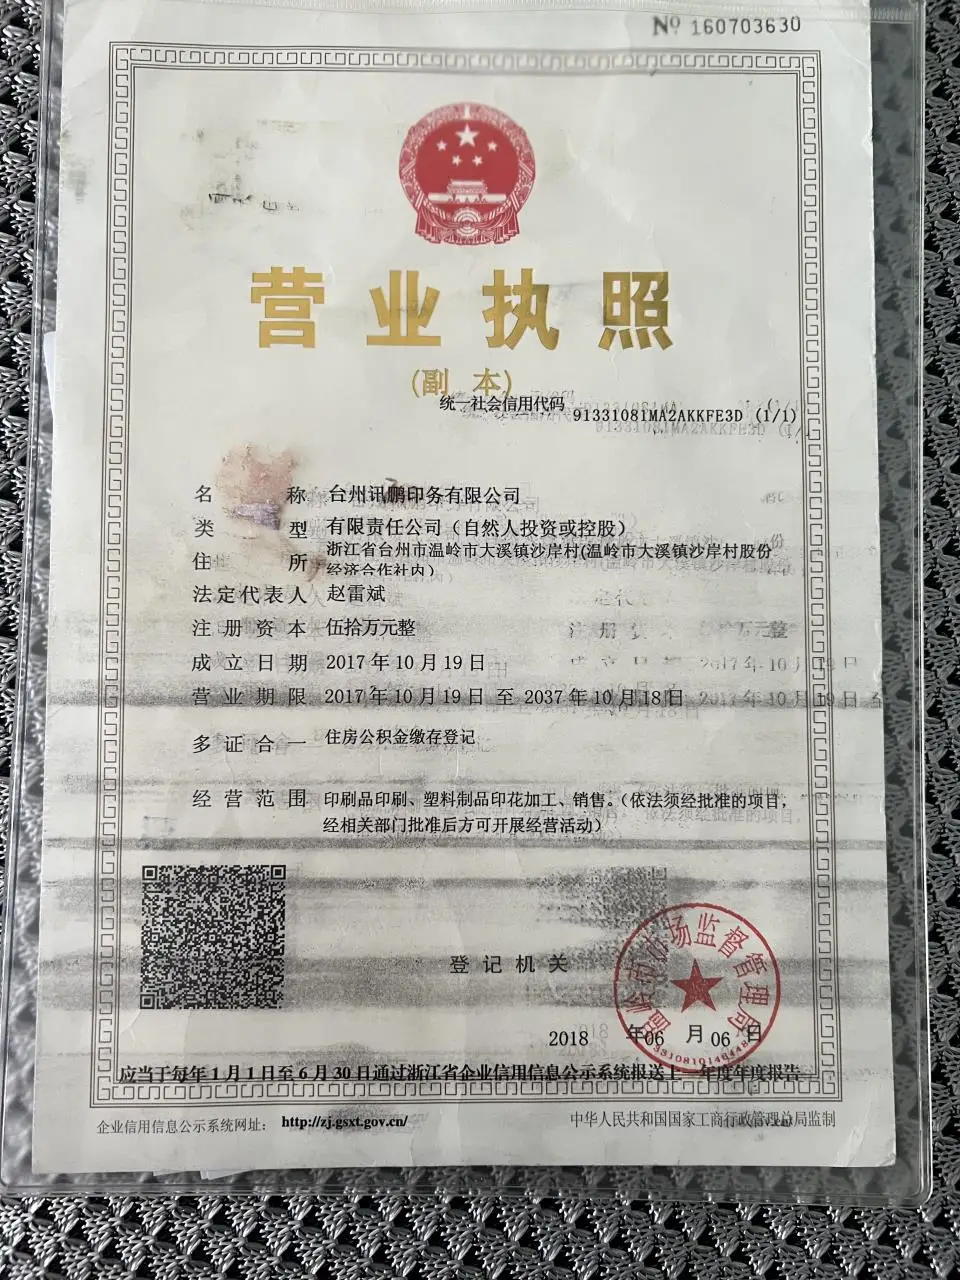 № 160703630
营业执照
(副 本)
统一社会信用代码 91331081MA2AKKFE3D (1/1)
名 称 台州讯鹏印务有限公司
类 型 有限责任公司（自然人投资或控股）
住 所 浙江省台州市温岭市大溪镇沙岸村(温岭市大溪镇沙岸村股份
经济合作社内）
法定代表人 赵雷斌
注册资本 伍拾万元整
成立日期 2017年10月19日
营业期限 2017年10月19日 至 2037年10月18日
多证合一 住房公积金缴存登记
经营范围 印刷品印刷、塑料制品印花加工、销售。（依法须经批准的项目，
经相关部门批准后方可开展经营活动）
登记机关
温岭市市场监督管理局
2018 年06 月 06 日
应当于每年1月1日至6月30日通过浙江省企业信用信息公示系统报送上一年度年度报告
企业信用信息公示系统网址： http://zj.gsxt.gov.cn/
中华人民共和国国家工商行政管理总局监制